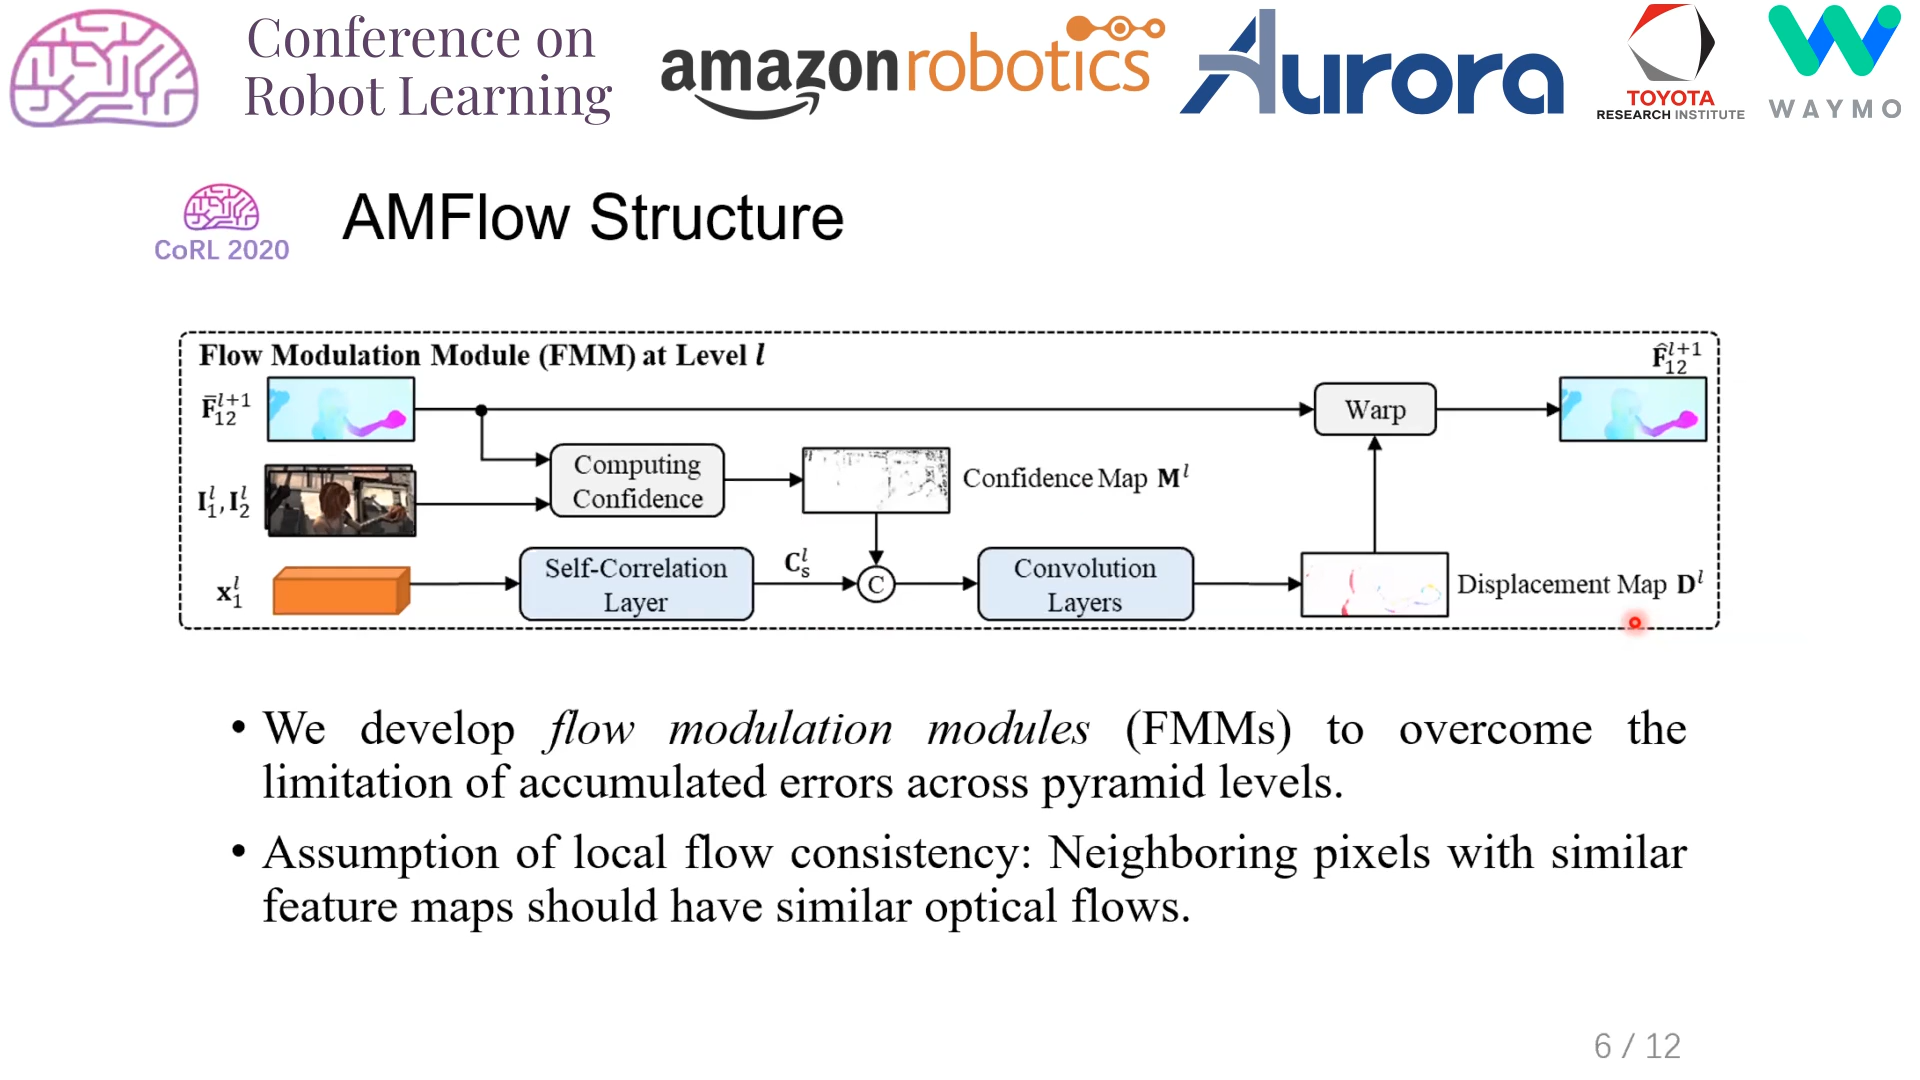 Conference on
Robot Learning
amazon robotics
Aurora
TOYOTA
RESEARCH INSTITUTE
WAYMO
CoRL 2020
AMFlow Structure
Flow Modulation Module (FMM) at Level l
F̄₁₂ˡ⁺¹
F̂₁₂ˡ⁺¹
Warp
Computing
Confidence
Confidence Map Mˡ
I₁ˡ, I₂ˡ
x₁ˡ
Self-Correlation
Layer
Cₛˡ
C
Convolution
Layers
Displacement Map Dˡ
• We develop flow modulation modules (FMMs) to overcome the
limitation of accumulated errors across pyramid levels.
• Assumption of local flow consistency: Neighboring pixels with similar
feature maps should have similar optical flows.
6 / 12